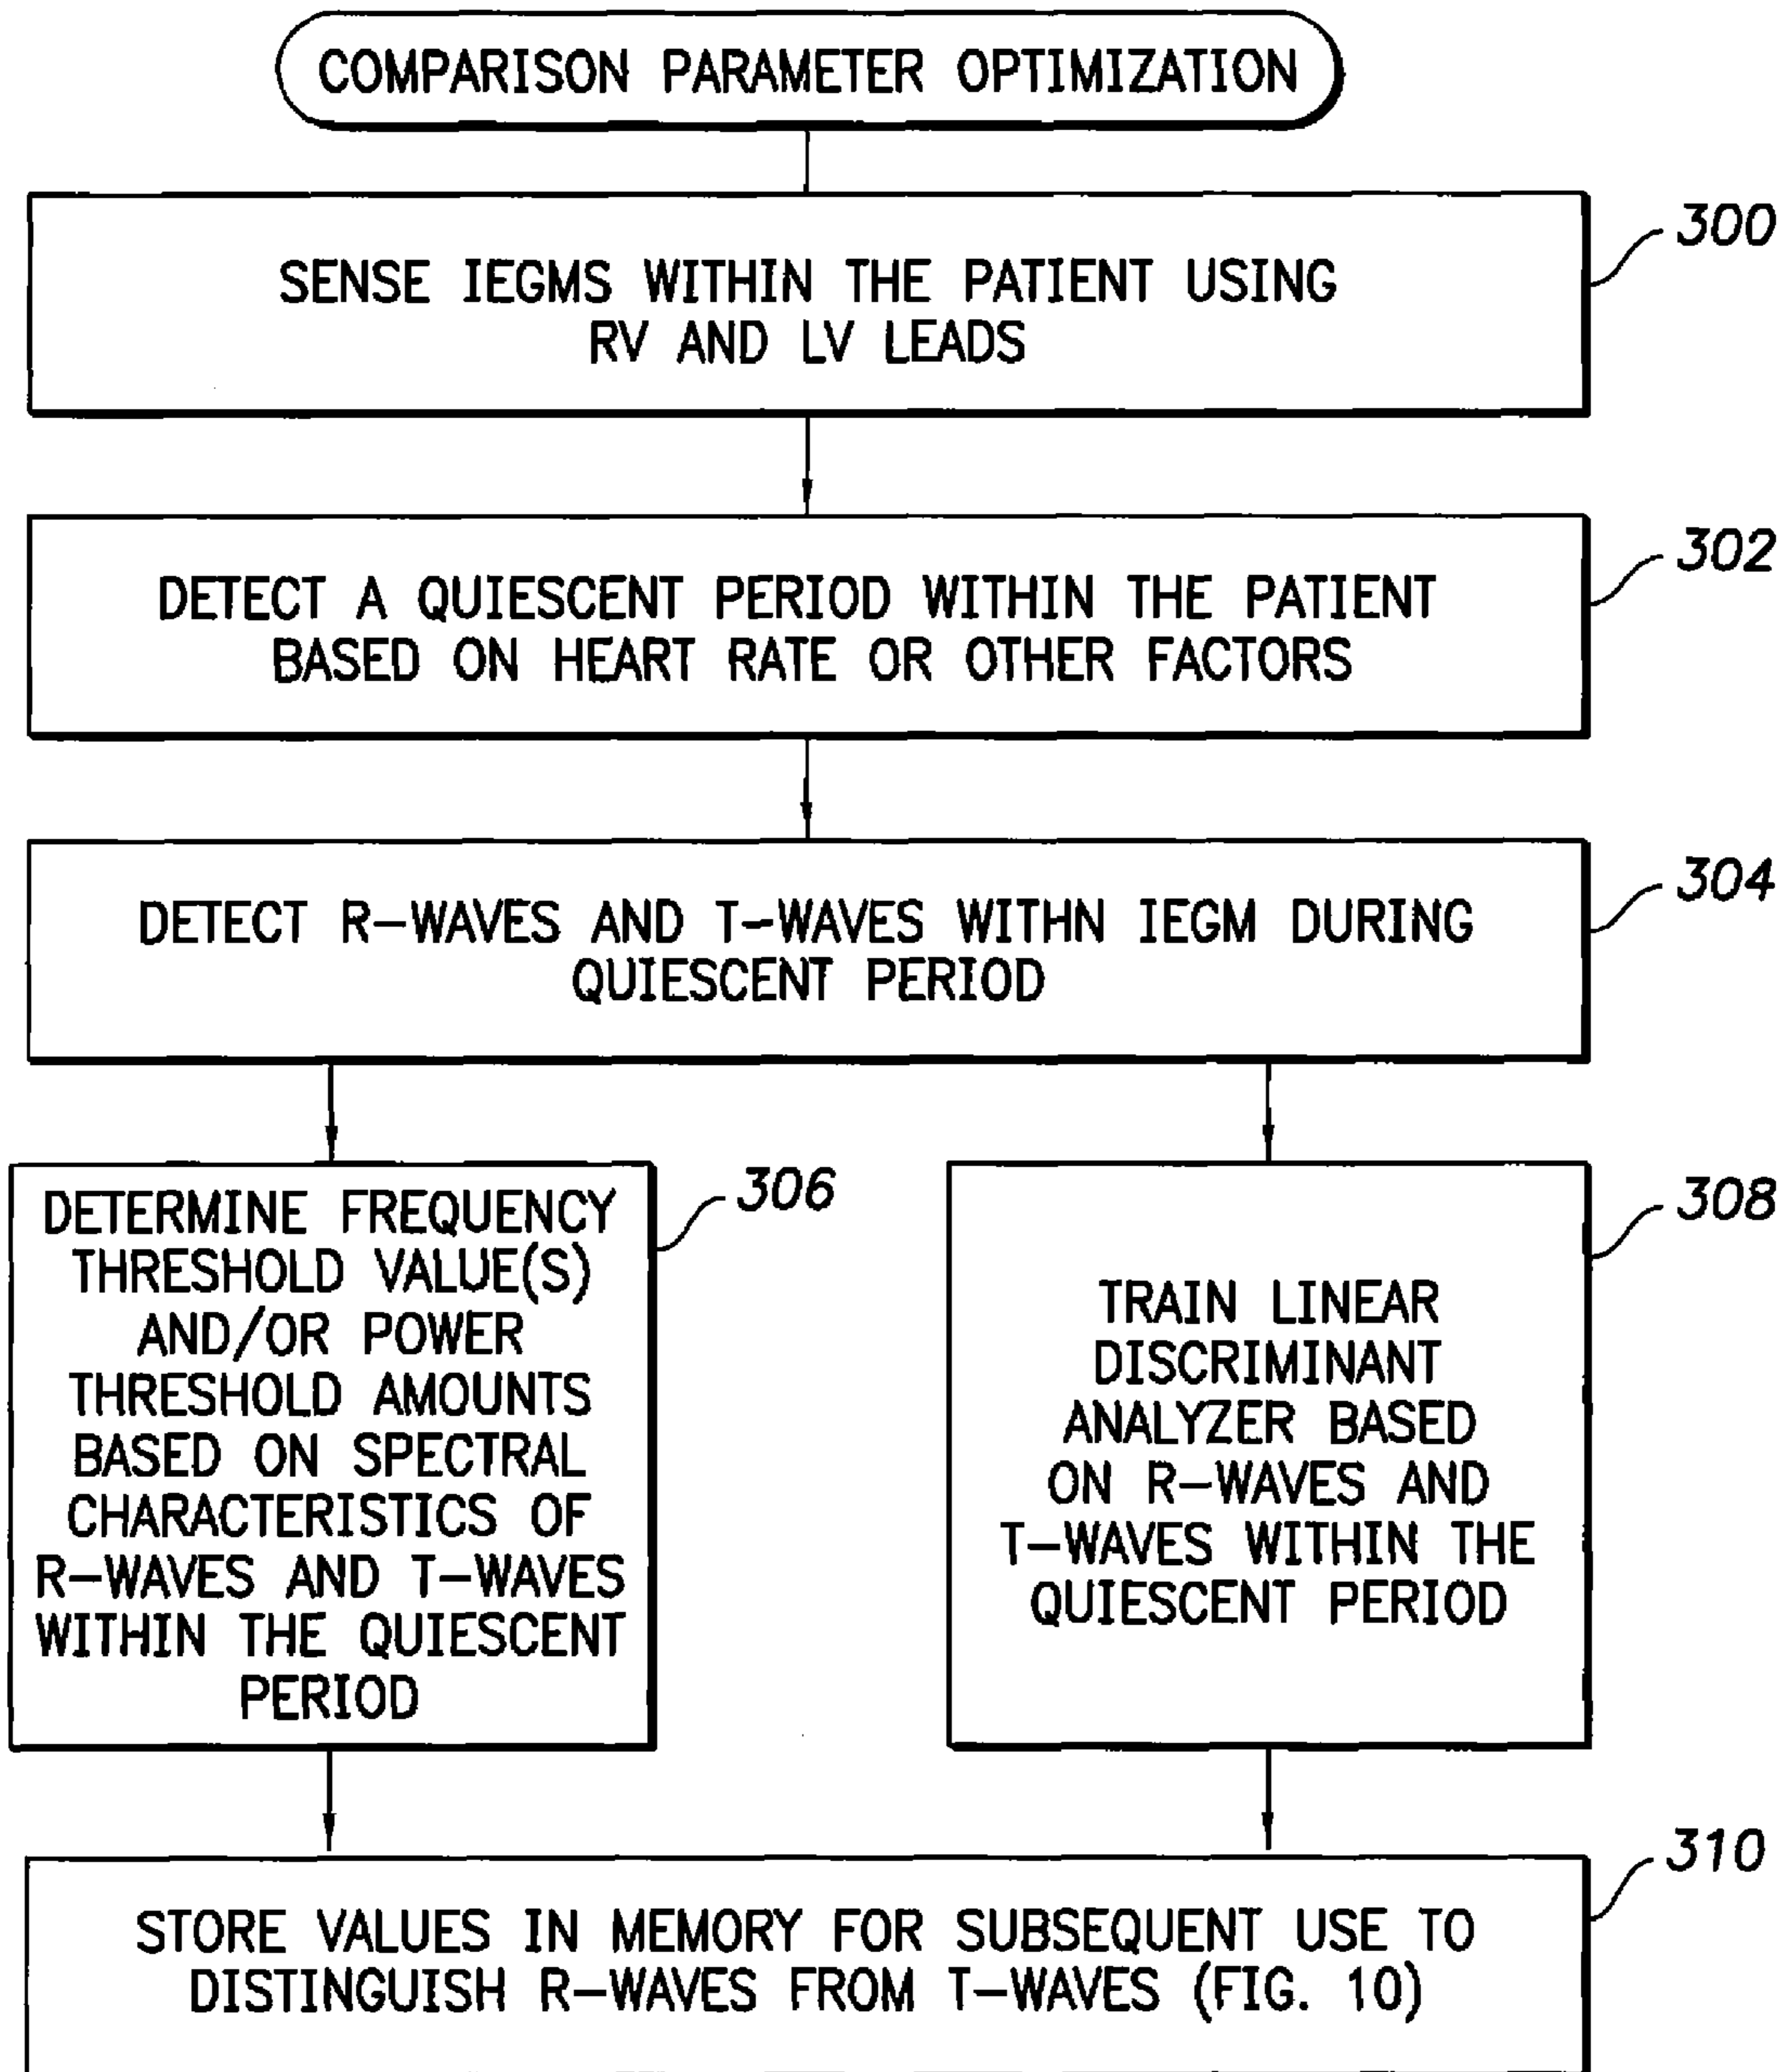 COMPARISON PARAMETER OPTIMIZATION
300
SENSE IEGMS WITHIN THE PATIENT USING
RV AND LV LEADS
302
DETECT A QUIESCENT PERIOD WITHIN THE PATIENT
BASED ON HEART RATE OR OTHER FACTORS
304
DETECT R-WAVES AND T-WAVES WITHN IEGM DURING
QUIESCENT PERIOD
306
DETERMINE FREQUENCY
THRESHOLD VALUE(S)
AND/OR POWER
THRESHOLD AMOUNTS
BASED ON SPECTRAL
CHARACTERISTICS OF
R-WAVES AND T-WAVES
WITHIN THE QUIESCENT
PERIOD
308
TRAIN LINEAR
DISCRIMINANT
ANALYZER BASED
ON R-WAVES AND
T-WAVES WITHIN THE
QUIESCENT PERIOD
310
STORE VALUES IN MEMORY FOR SUBSEQUENT USE TO
DISTINGUISH R-WAVES FROM T-WAVES (FIG. 10)